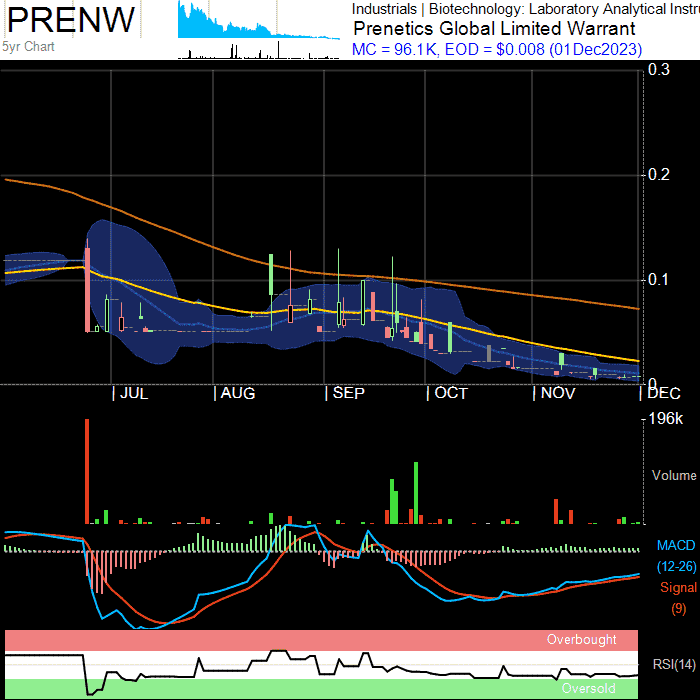 PRENW
5yr Chart
Industrials | Biotechnology: Laboratory Analytical Instru
Prenetics Global Limited Warrant
MC = 96.1K, EOD = $0.008 (01Dec2023)
0.3
0.2
0.1
0
JUL AUG SEP OCT NOV DEC
196k
Volume
MACD
(12-26)
Signal
(9)
Overbought
RSI(14)
Oversold